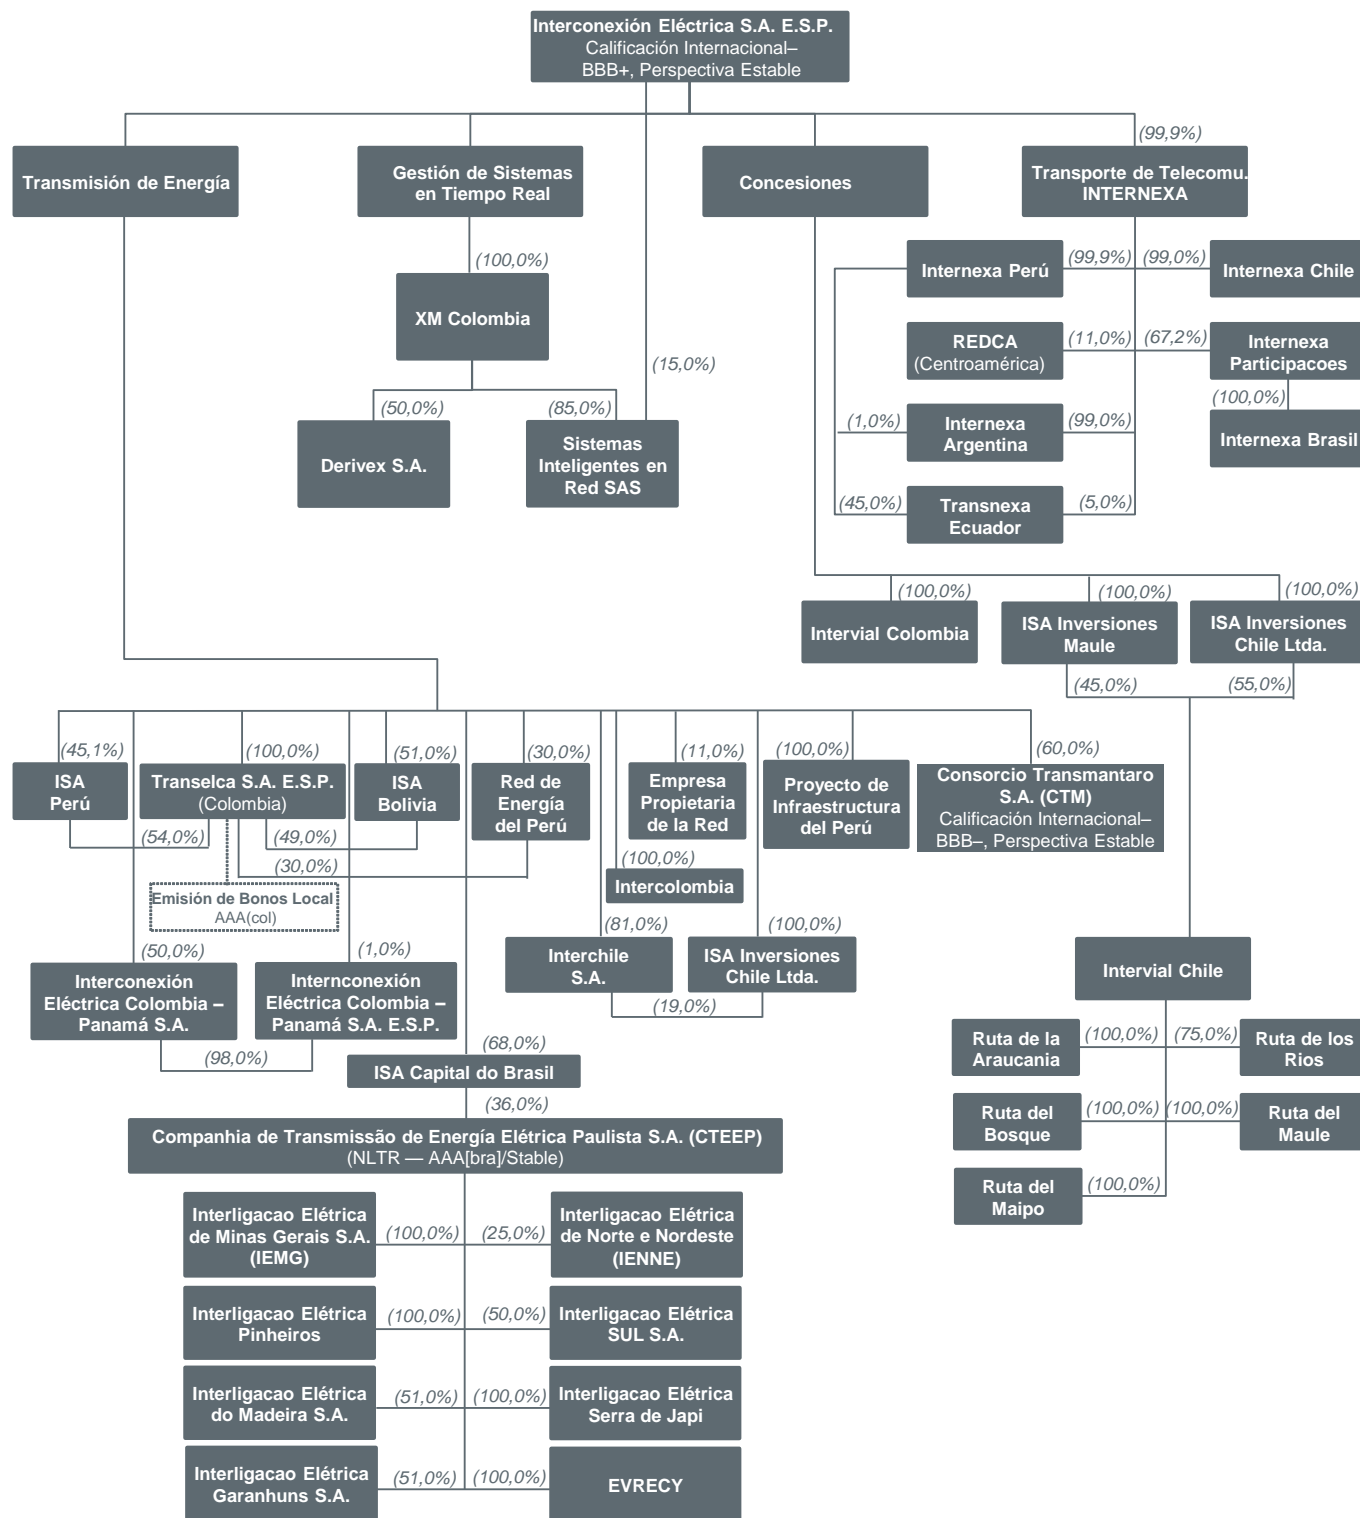 Interconexión Eléctrica S.A. E.S.P.
Calificación Internacional–
BBB+, Perspectiva Estable
(99,9%)
Transmisión de Energía
Gestión de Sistemas
en Tiempo Real
Concesiones
Transporte de Telecomu.
INTERNEXA
(100,0%)
XM Colombia
(15,0%)
(50,0%)
(85,0%)
Derivex S.A.
Sistemas
Inteligentes en
Red SAS
Internexa Perú
(99,9%)
(99,0%)
Internexa Chile
REDCA
(Centroamérica)
(11,0%)
(67,2%)
Internexa
Participacoes
(100,0%)
Internexa Brasil
(1,0%)
Internexa
Argentina
(99,0%)
(45,0%)
Transnexa
Ecuador
(5,0%)
(100,0%)
(100,0%)
(100,0%)
Intervial Colombia
ISA Inversiones
Maule
ISA Inversiones
Chile Ltda.
(45,0%)
(55,0%)
(45,1%)
(100,0%)
(51,0%)
(30,0%)
(11,0%)
(100,0%)
(60,0%)
ISA
Perú
Transelca S.A. E.S.P.
(Colombia)
ISA
Bolivia
Red de
Energía
del Perú
Empresa
Propietaria
de la Red
Proyecto de
Infraestructura
del Perú
Consorcio Transmantaro
S.A. (CTM)
Calificación Internacional–
BBB–, Perspectiva Estable
(54,0%)
(49,0%)
(30,0%)
(100,0%)
Intercolombia
Emisión de Bonos Local
AAA(col)
(50,0%)
(1,0%)
(81,0%)
(100,0%)
Interconexión
Eléctrica Colombia –
Panamá S.A.
Internconexión
Eléctrica Colombia –
Panamá S.A. E.S.P.
Interchile
S.A.
ISA Inversiones
Chile Ltda.
(19,0%)
(98,0%)
(68,0%)
ISA Capital do Brasil
(36,0%)
Companhia de Transmissão de Energía Elétrica Paulista S.A. (CTEEP)
(NLTR — AAA[bra]/Stable)
Interligacao Elétrica
de Minas Gerais S.A.
(IEMG)
(100,0%)
(25,0%)
Interligacao Elétrica
de Norte e Nordeste
(IENNE)
Interligacao Elétrica
Pinheiros
(100,0%)
(50,0%)
Interligacao Elétrica
SUL S.A.
Interligacao Elétrica
do Madeira S.A.
(51,0%)
(100,0%)
Interligacao Elétrica
Serra de Japi
Interligacao Elétrica
Garanhuns S.A.
(51,0%)
(100,0%)
EVRECY
Intervial Chile
Ruta de la
Araucania
(100,0%)
(75,0%)
Ruta de los
Rios
Ruta del
Bosque
(100,0%)
(100,0%)
Ruta del
Maule
Ruta del
Maipo
(100,0%)